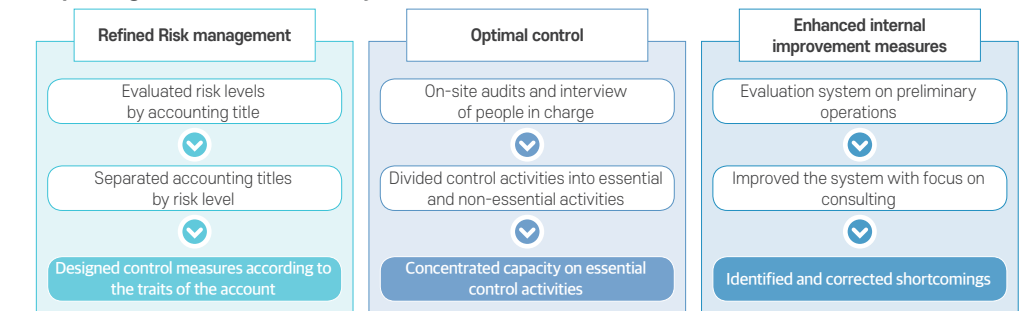 Refined Risk management
Evaluated risk levels
by accounting title
Separated accounting titles
by risk level
Designed control measures according to
the traits of the account
Optimal control
On-site audits and interview
of people in charge
Divided control activities into essential
and non-essential activities
Concentrated capacity on essential
control activities
Enhanced internal
improvement measures
Evaluation system on preliminary
operations
Improved the system with focus on
consulting
Identified and corrected shortcomings